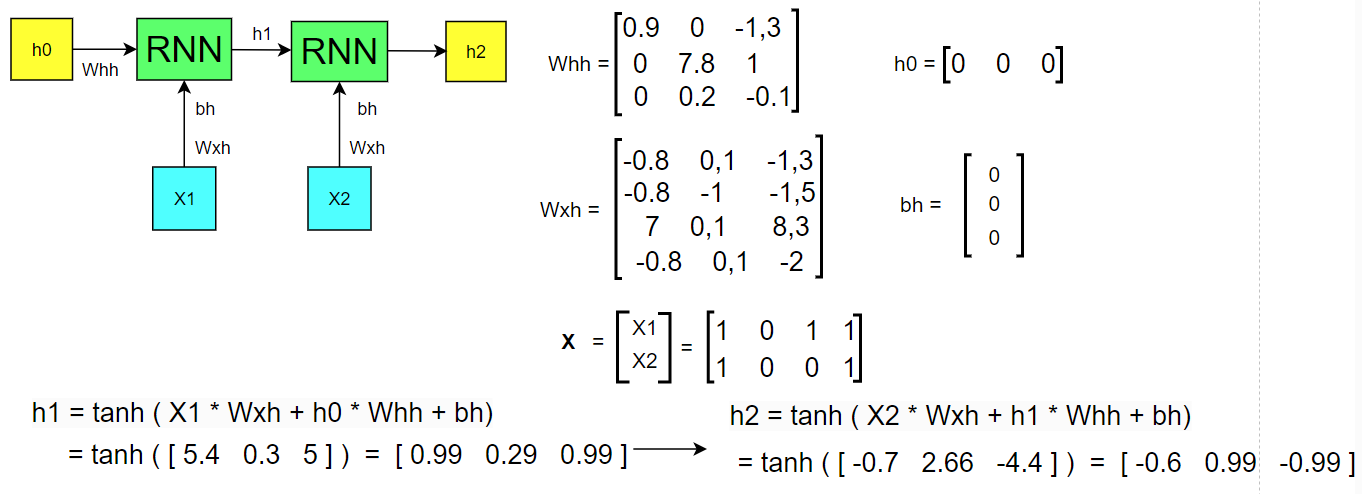 h0
RNN
h1
RNN
h2
Whh
bh
bh
Wxh
Wxh
X1
X2
Whh =
0.9 0 -1,3
0 7.8 1
0 0.2 -0.1
h0 = [0 0 0]
Wxh =
-0.8 0,1 -1,3
-0.8 -1 -1,5
7 0,1 8,3
-0.8 0,1 -2
bh =
0
0
0
X =
X1
X2
=
1 0 1 1
1 0 0 1
h1 = tanh ( X1 * Wxh + h0 * Whh + bh)
= tanh ( [ 5.4 0.3 5 ] ) = [ 0.99 0.29 0.99 ]
h2 = tanh ( X2 * Wxh + h1 * Whh + bh)
= tanh ( [ -0.7 2.66 -4.4 ] ) = [ -0.6 0.99 -0.99 ]